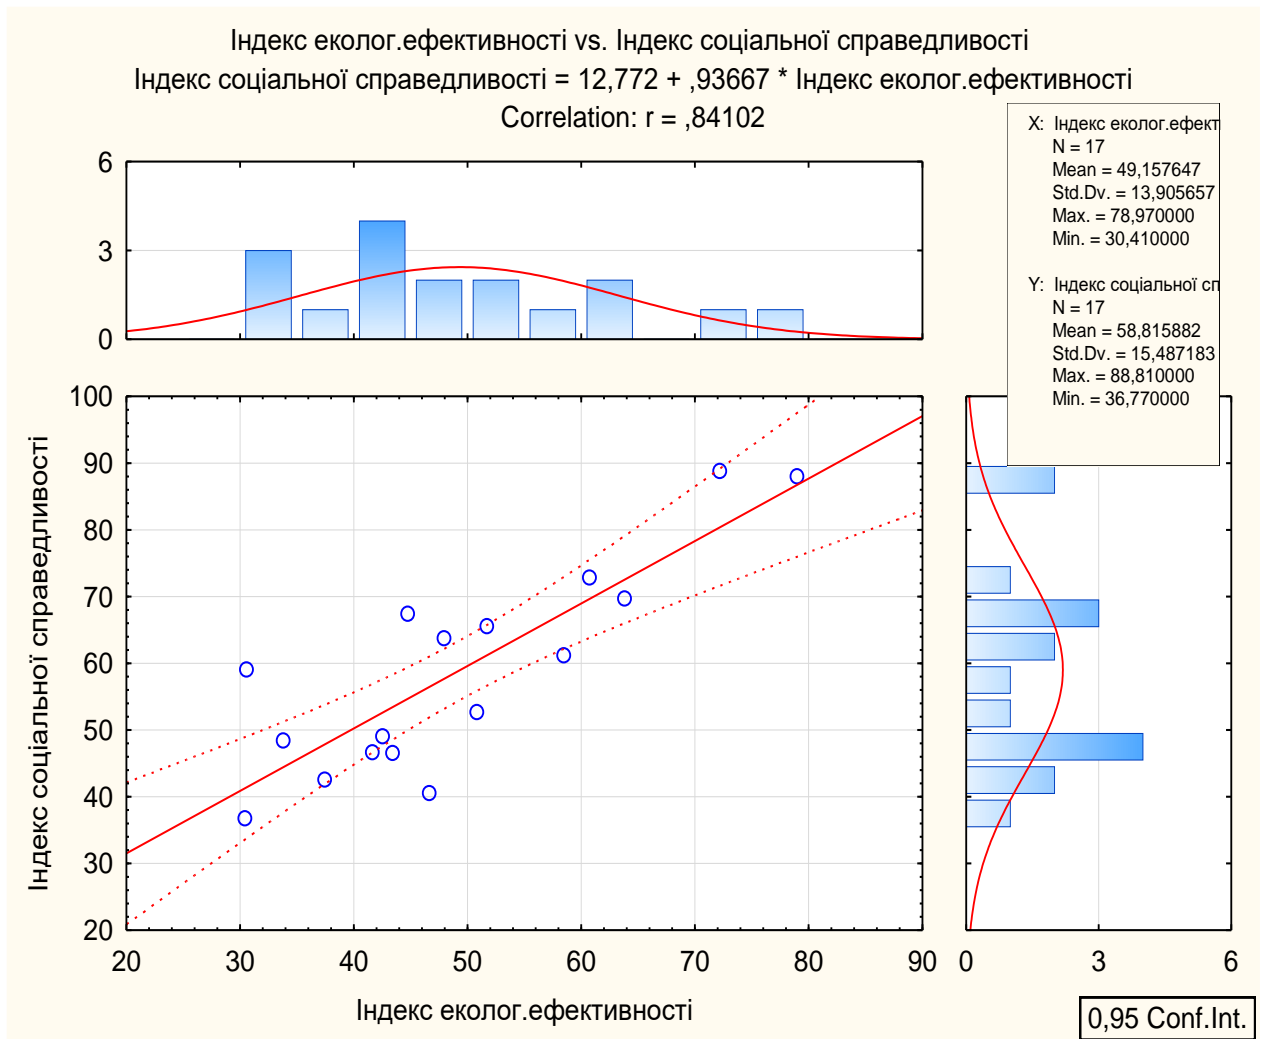 Індекс еколог.ефективності vs. Індекс соціальної справедливості
Індекс соціальної справедливості = 12,772 + ,93667 * Індекс еколог.ефективності
Correlation: r = ,84102
X: Індекс еколог.ефект
N = 17
Mean = 49,157647
Std.Dv. = 13,905657
Max. = 78,970000
Min. = 30,410000
Y: Індекс соціальної сп
N = 17
Mean = 58,815882
Std.Dv. = 15,487183
Max. = 88,810000
Min. = 36,770000
6
3
0
100
90
80
70
60
50
40
30
20
Індекс соціальної справедливості
20 30 40 50 60 70 80 90
0 3 6
Індекс еколог.ефективності
0,95 Conf.Int.